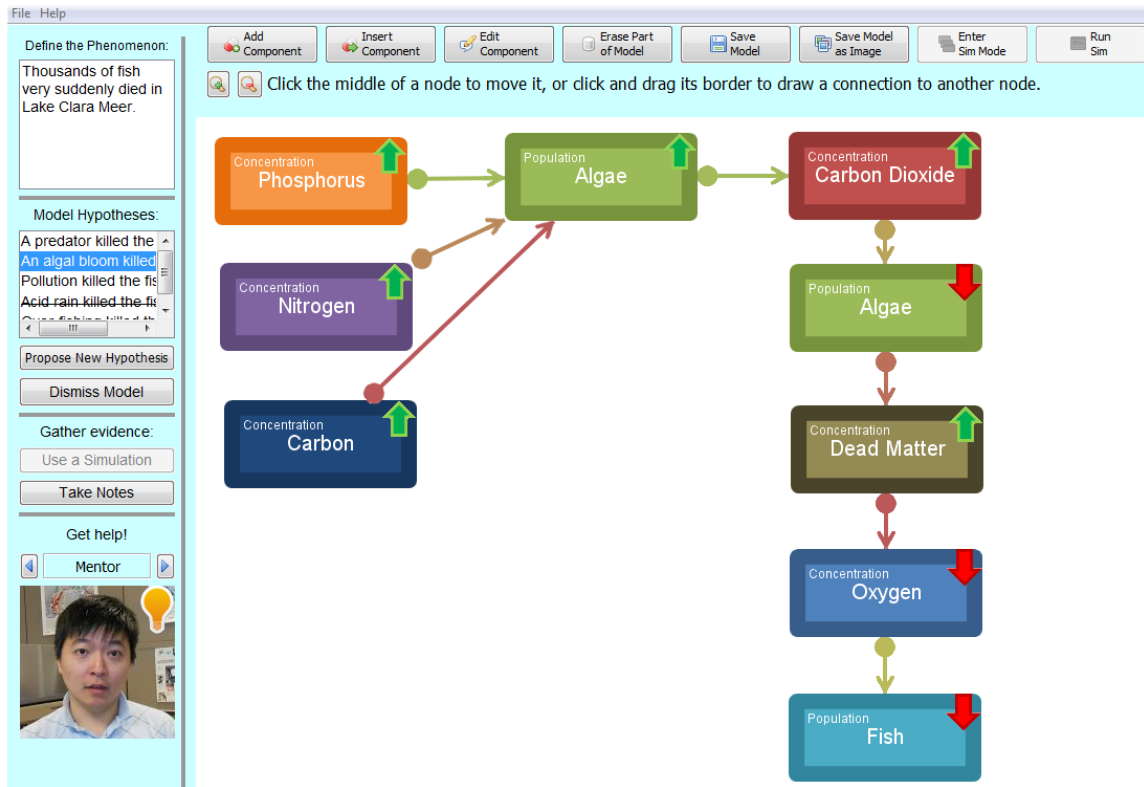 File Help
Define the Phenomenon:
Thousands of fish
very suddenly died in
Lake Clara Meer.
Model Hypotheses:
A predator killed the
An algal bloom killed
Pollution killed the fis
Acid rain killed the fis
Over fishing killed th
Propose New Hypothesis
Dismiss Model
Gather evidence:
Use a Simulation
Take Notes
Get help!
Mentor
Add
Component
Insert
Component
Edit
Component
Erase Part
of Model
Save
Model
Save Model
as Image
Enter
Sim Mode
Run
Sim
Click the middle of a node to move it, or click and drag its border to draw a connection to another node.
Concentration
Phosphorus
Population
Algae
Concentration
Carbon Dioxide
Concentration
Nitrogen
Population
Algae
Concentration
Carbon
Concentration
Dead Matter
Concentration
Oxygen
Population
Fish